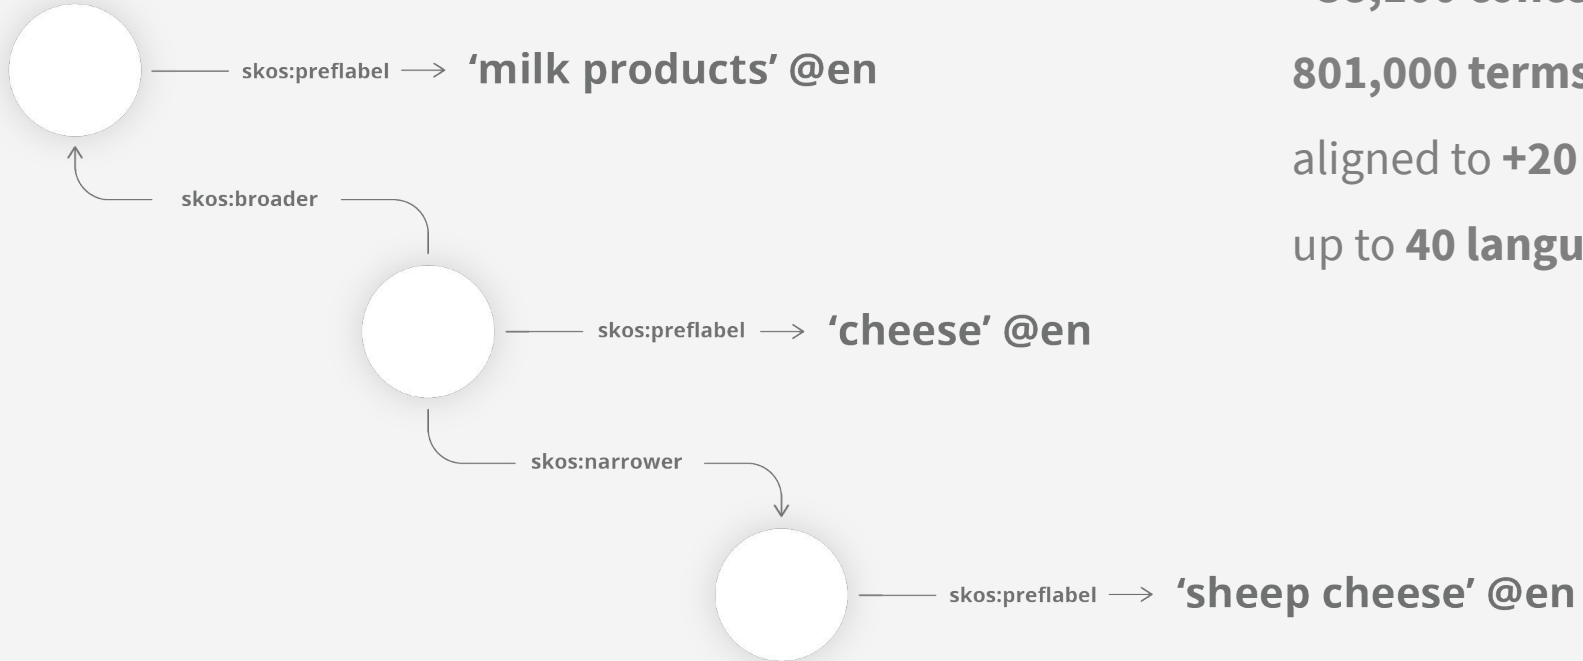 skos:preflabel ‘milk products’ @en
skos:broader
skos:preflabel ‘cheese’ @en
skos:narrower
skos:preflabel ‘sheep cheese’ @en
801,000 terms
aligned to +20
up to 40 langu